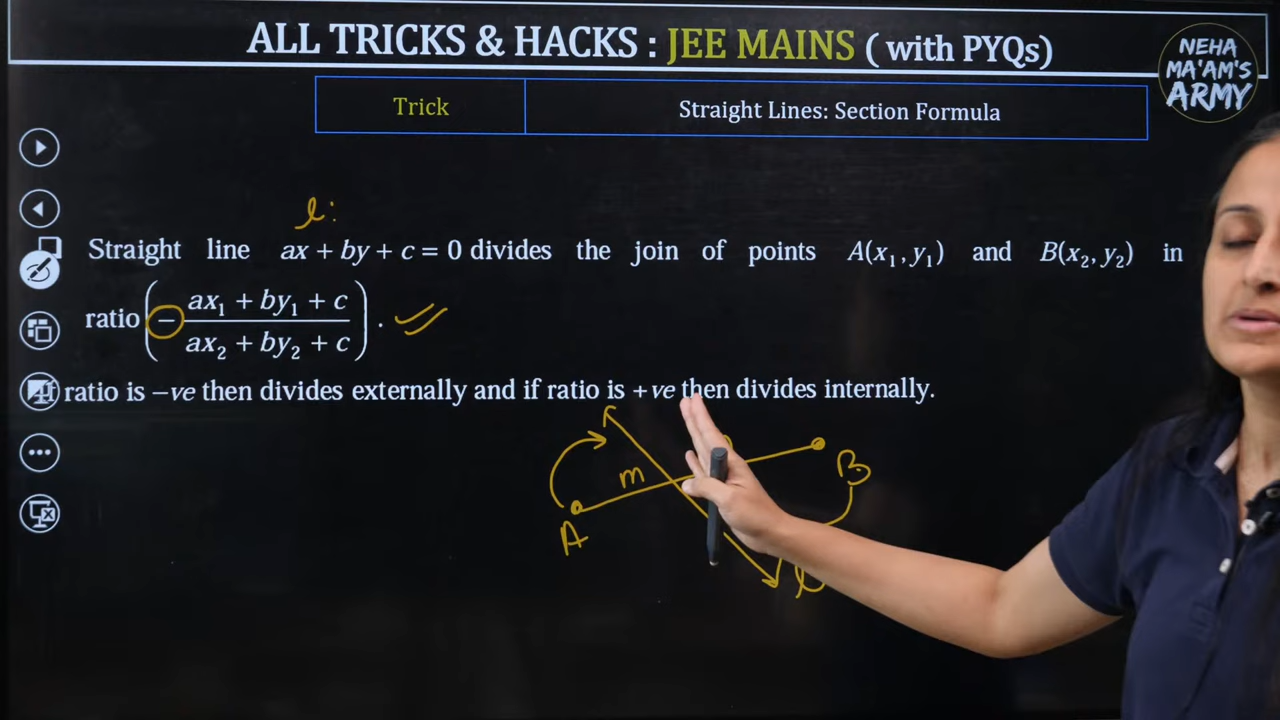 ALL TRICKS & HACKS : JEE MAINS ( with PYQs)
NEHA
MA'AM'S
ARMY
Trick
Straight Lines: Section Formula
l:
Straight line ax + by + c = 0 divides the join of points A(x₁, y₁) and B(x₂, y₂) in
ratio (− (ax₁ + by₁ + c)/(ax₂ + by₂ + c)).
If ratio is −ve then divides externally and if ratio is +ve then divides internally.
m
B
A
l